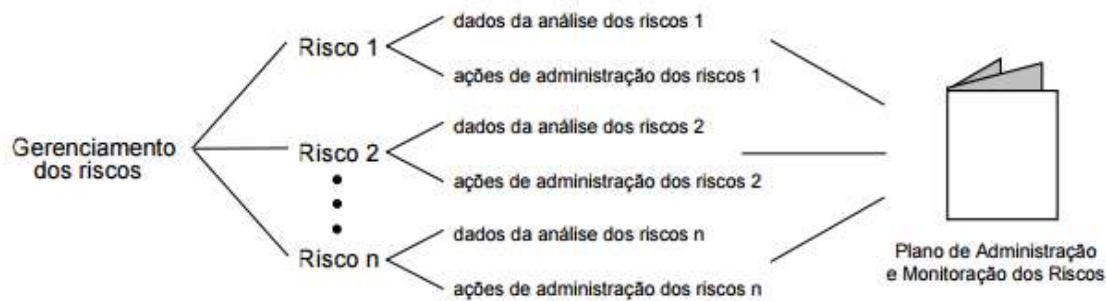 dados da análise dos riscos 1
Risco 1
ações de administração dos riscos 1
dados da análise dos riscos 2
Gerenciamento
dos riscos
Risco 2
ações de administração dos riscos 2
dados da análise dos riscos n
Risco n
ações de administração dos riscos n
Plano de Administração
e Monitoração dos Riscos